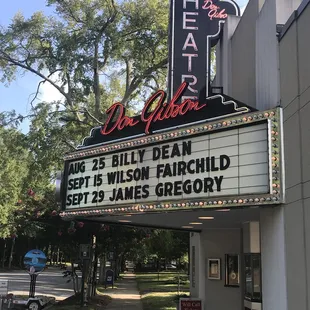 Don Gibson
THEATRE
Don Gibson
AUG 25 BILLY DEAN
SEPT 15 WILSON FAIRCHILD
SEPT 29 JAMES GREGORY